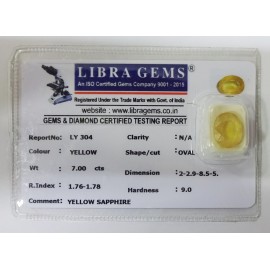 LIBRA GEMS®
An ISO Certified Gems Company 9001 - 2015
Registered Under the Trade Marks with Govt. of India
website : www.libragems.co.in
GEMS & DIAMOND CERTIFIED TESTING REPORT
ReportNo: LY 304 Clarity : N/A
Colour : YELLOW Shape/cut : OVAL
Wt : 7.00 cts Dimension : 2-2.9-8.5-5.
R.Index : 1.76-1.78 Hardness : 9.0
Comment: YELLOW SAPPHIRE